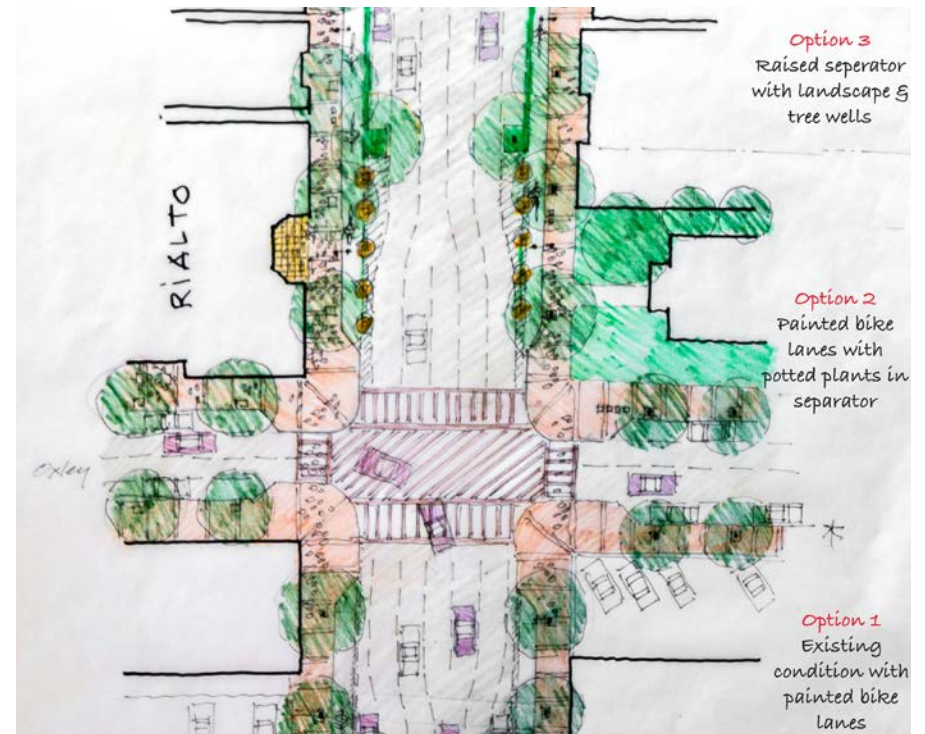 Option 3
Raised seperator
with landscape &
tree wells
RIALTO
Option 2
Painted bike
lanes with
potted plants in
separator
Oxley
Option 1
Existing
condition with
painted bike
lanes